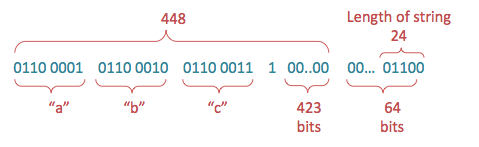 448
Length of string
24
0110 0001 0110 0010 0110 0011 1 00..00 00... 01100
"a" "b" "c" 423 64
bits bits